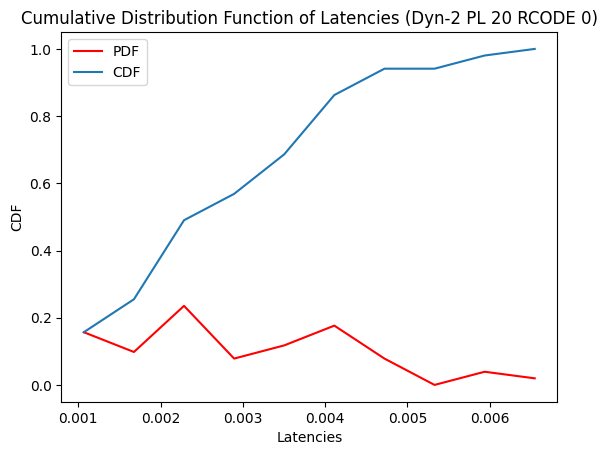 Cumulative Distribution Function of Latencies (Dyn-2 PL 20 RCODE 0)
PDF
CDF
CDF
1.0
0.8
0.6
0.4
0.2
0.0
0.001 0.002 0.003 0.004 0.005 0.006
Latencies